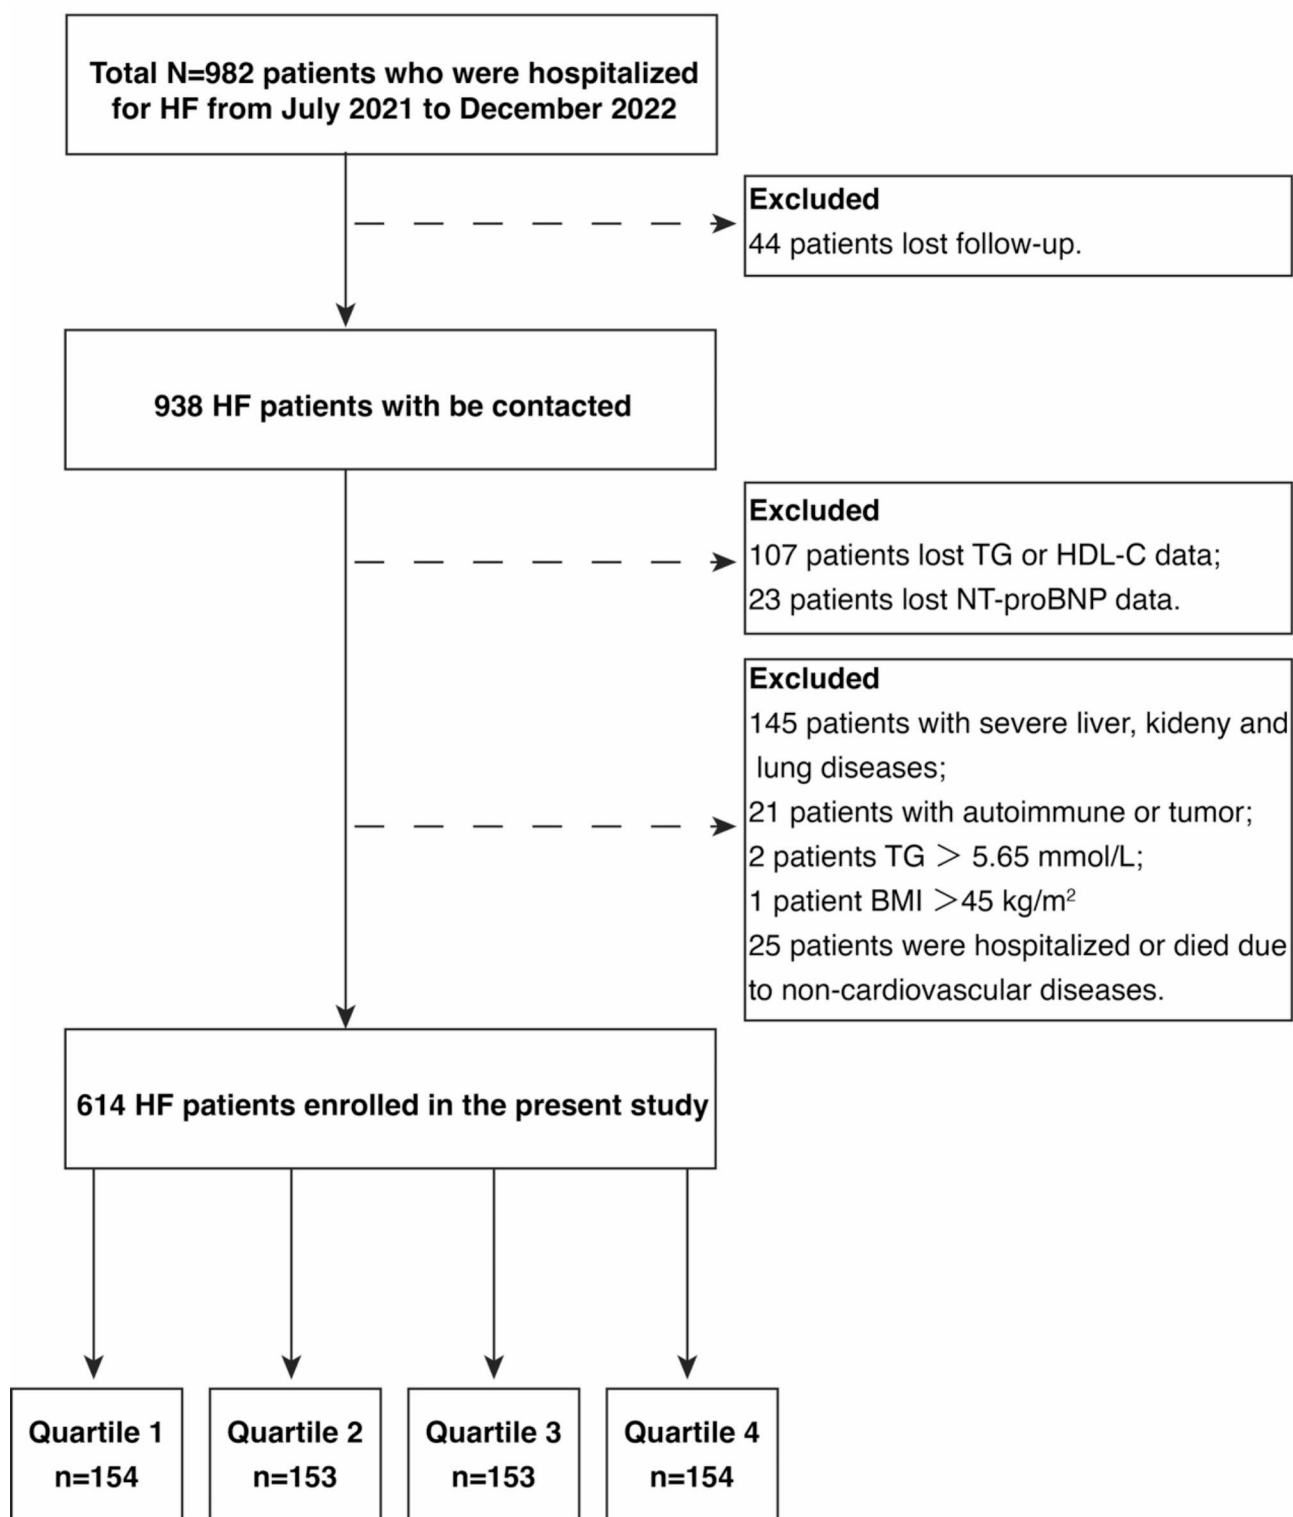 Total N=982 patients who were hospitalized
for HF from July 2021 to December 2022
Excluded
44 patients lost follow-up.
938 HF patients with be contacted
Excluded
107 patients lost TG or HDL-C data;
23 patients lost NT-proBNP data.
Excluded
145 patients with severe liver, kideny and
lung diseases;
21 patients with autoimmune or tumor;
2 patients TG ＞ 5.65 mmol/L;
1 patient BMI ＞45 kg/m²
25 patients were hospitalized or died due
to non-cardiovascular diseases.
614 HF patients enrolled in the present study
Quartile 1
n=154
Quartile 2
n=153
Quartile 3
n=153
Quartile 4
n=154